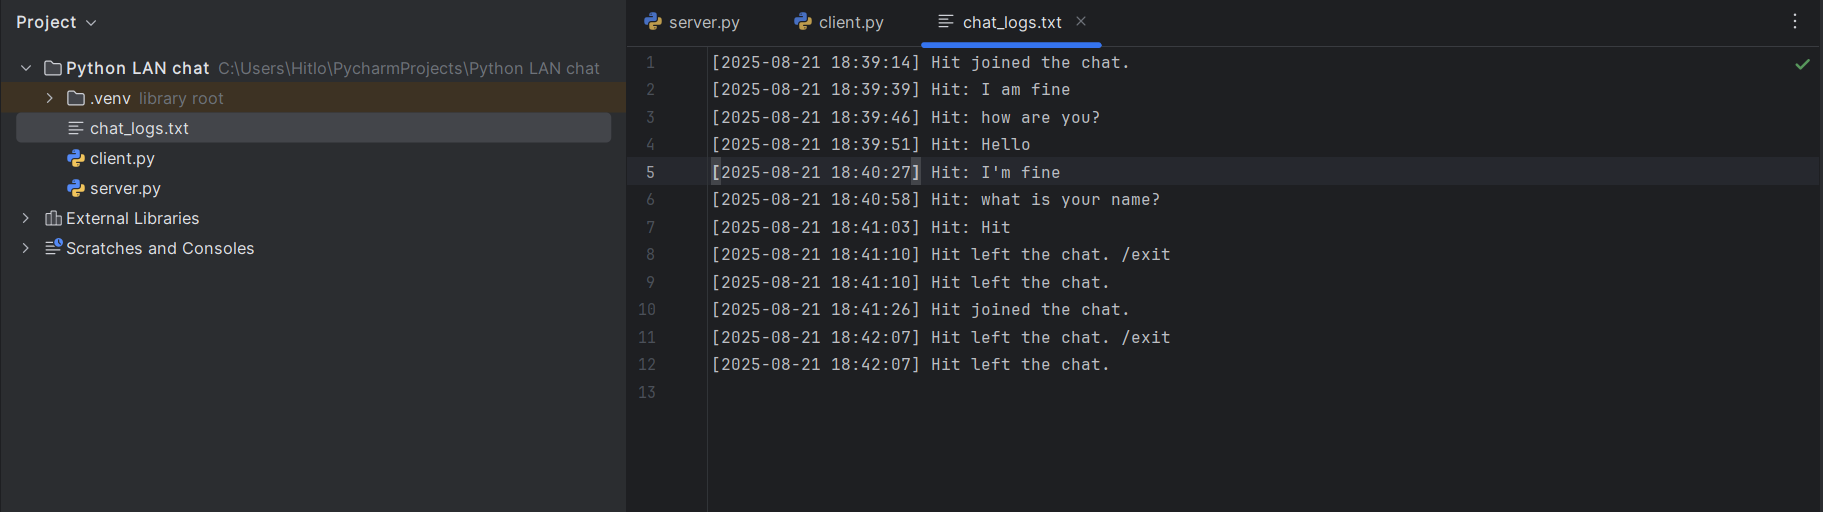 Project
Python LAN chat C:\Users\Hitlo\PycharmProjects\Python LAN chat
.venv library root
chat_logs.txt
client.py
server.py
External Libraries
Scratches and Consoles
server.py client.py chat_logs.txt
1 [2025-08-21 18:39:14] Hit joined the chat.
2 [2025-08-21 18:39:39] Hit: I am fine
3 [2025-08-21 18:39:46] Hit: how are you?
4 [2025-08-21 18:39:51] Hit: Hello
5 [2025-08-21 18:40:27] Hit: I'm fine
6 [2025-08-21 18:40:58] Hit: what is your name?
7 [2025-08-21 18:41:03] Hit: Hit
8 [2025-08-21 18:41:10] Hit left the chat. /exit
9 [2025-08-21 18:41:10] Hit left the chat.
10 [2025-08-21 18:41:26] Hit joined the chat.
11 [2025-08-21 18:42:07] Hit left the chat. /exit
12 [2025-08-21 18:42:07] Hit left the chat.
13